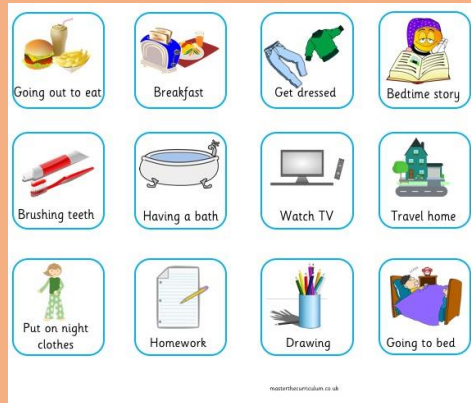 Going out to eat
Breakfast
Get dressed
Bedtime story
Brushing teeth
Having a bath
Watch TV
Travel home
Put on night
clothes
Homework
Drawing
Going to bed
masterthecurriculum.co.uk